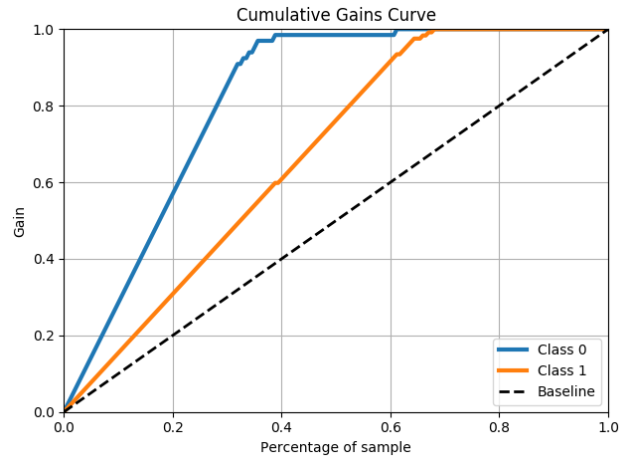 Cumulative Gains Curve
1.0
0.8
0.6
0.4
0.2
0.0
Gain
0.0 0.2 0.4 0.6 0.8 1.0
Percentage of sample
Class 0
Class 1
Baseline